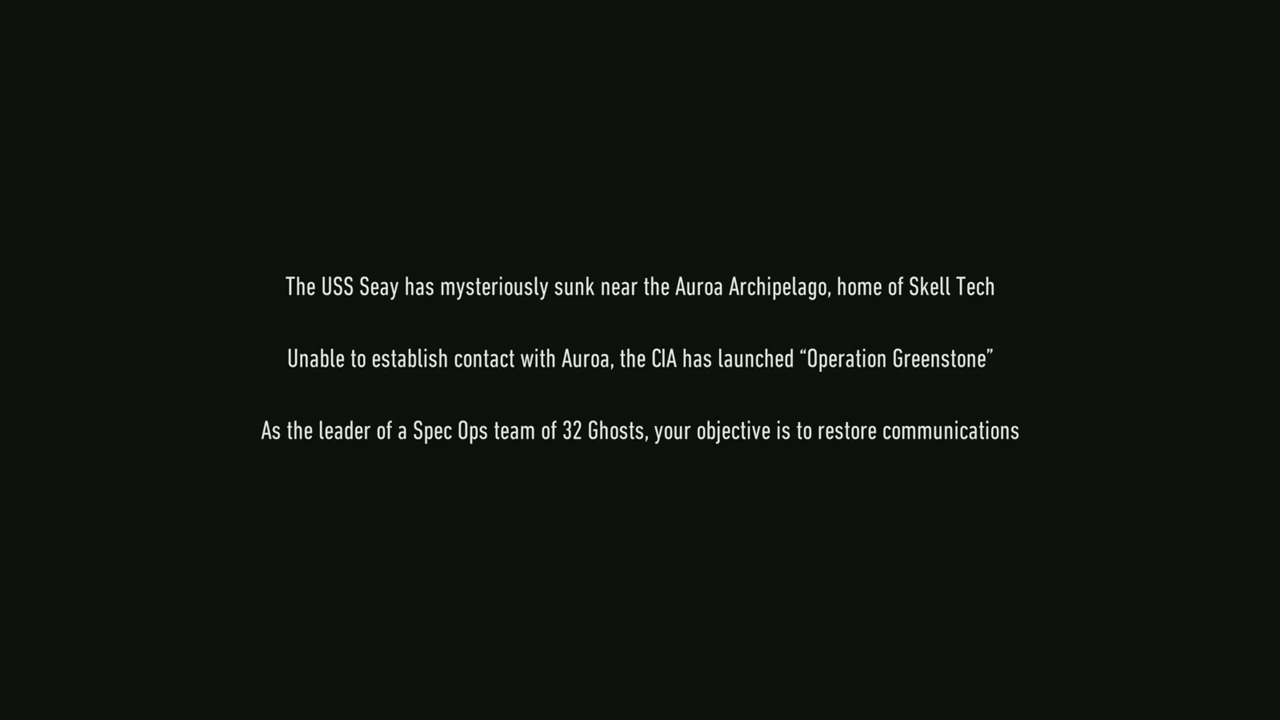 The USS Seay has mysteriously sunk near the Auroa Archipelago, home of Skell Tech
Unable to establish contact with Auroa, the CIA has launched “Operation Greenstone”
As the leader of a Spec Ops team of 32 Ghosts, your objective is to restore communications